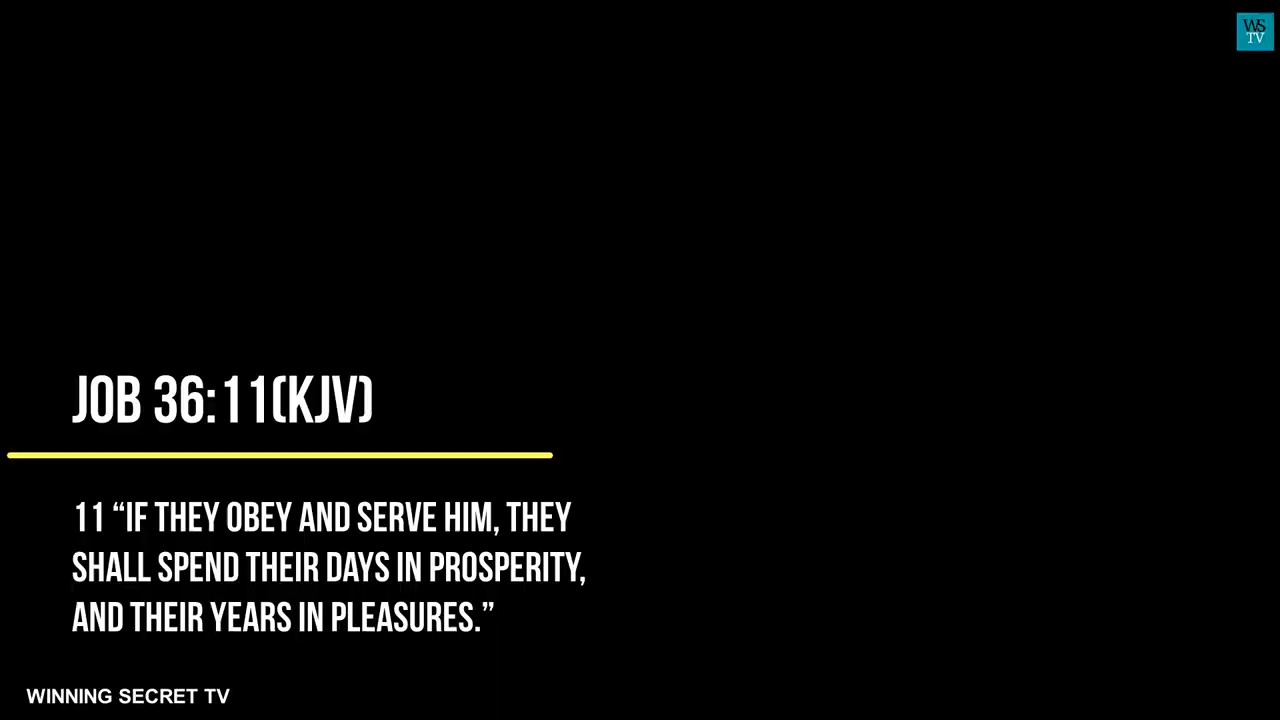 WS
TV
JOB 36:11(KJV)
11 “IF THEY OBEY AND SERVE HIM, THEY
SHALL SPEND THEIR DAYS IN PROSPERITY,
AND THEIR YEARS IN PLEASURES.”
WINNING SECRET TV